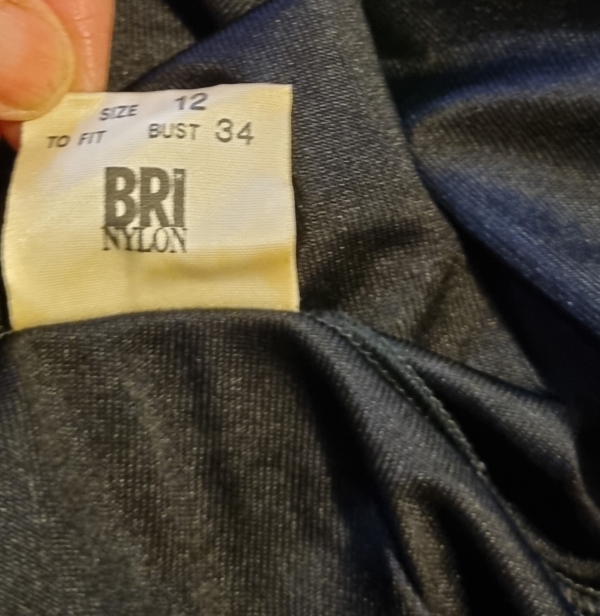 SIZE 12
TO FIT BUST 34
BRi
NYLON